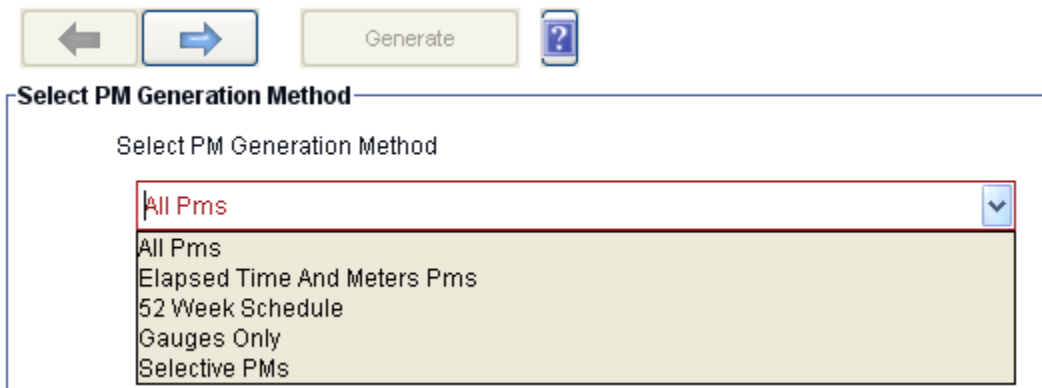 Generate
?
Select PM Generation Method
Select PM Generation Method
All Pms
All Pms
Elapsed Time And Meters Pms
52 Week Schedule
Gauges Only
Selective PMs